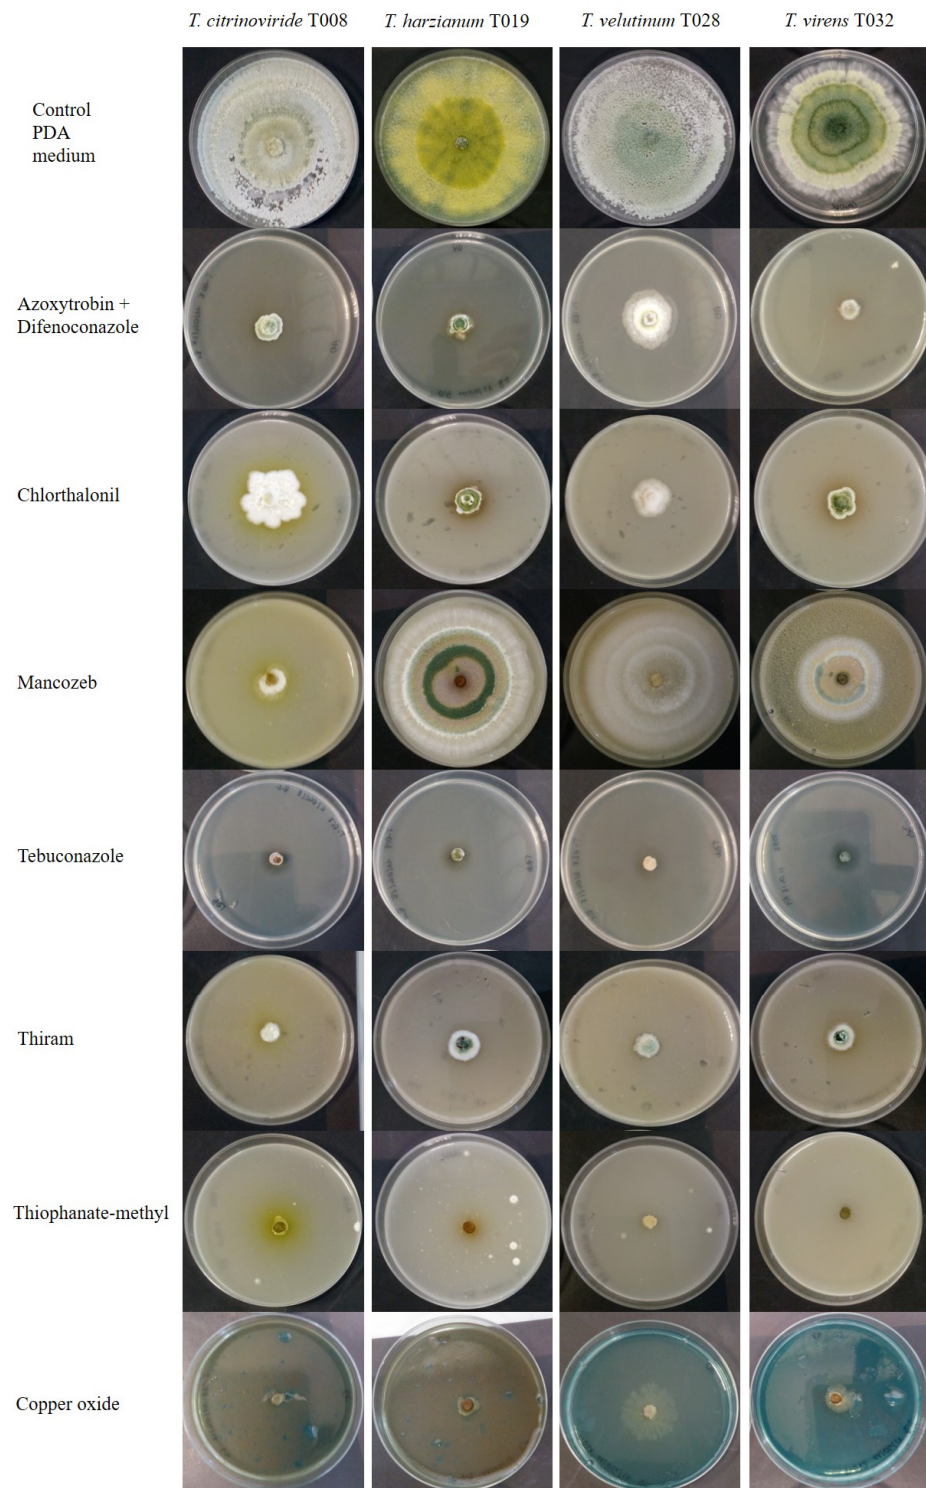 T. citrinoviride T008 T. harzianum T019 T. velutinum T028 T. virens T032
Control
PDA
medium
Azoxytrobin +
Difenoconazole
Chlorthalonil
Mancozeb
Tebuconazole
Thiram
Thiophanate-methyl
Copper oxide